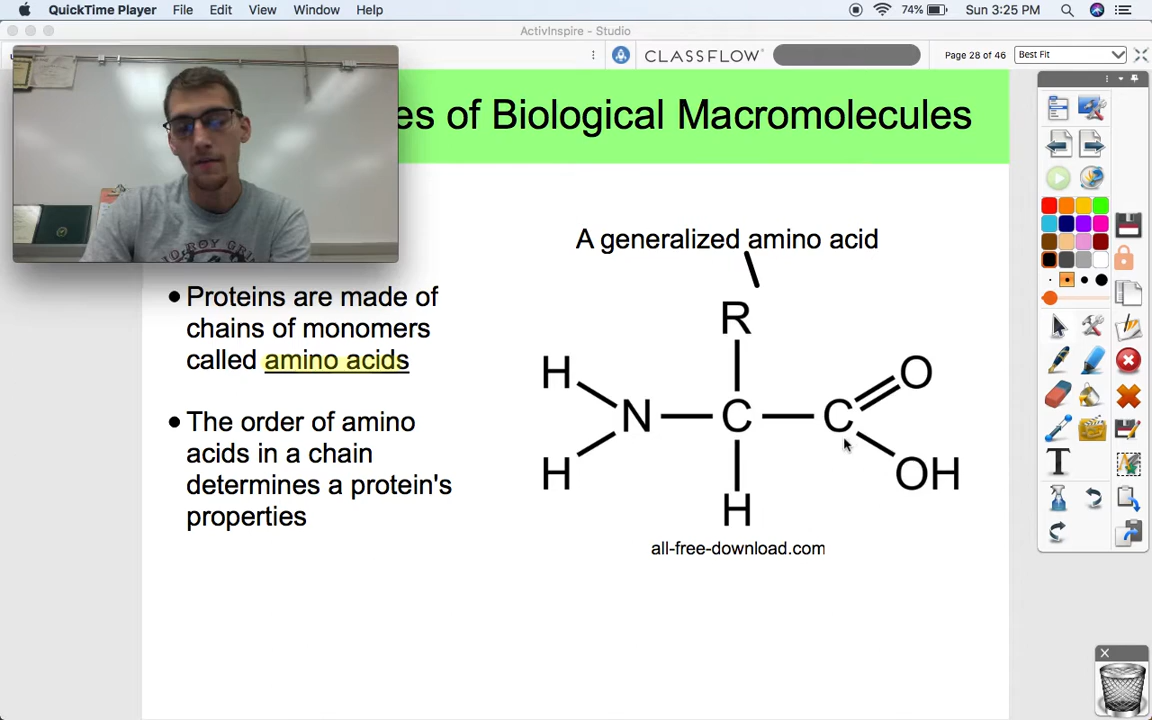 QuickTime Player File Edit View Window Help 74% Sun 3:25 PM
ActivInspire - Studio
CLASSFLOW Page 28 of 46 Best Fit
es of Biological Macromolecules
A generalized amino acid
• Proteins are made of
chains of monomers
called amino acids
• The order of amino
acids in a chain
determines a protein's
properties
R
H O
N C C
H OH
H
all-free-download.com
T